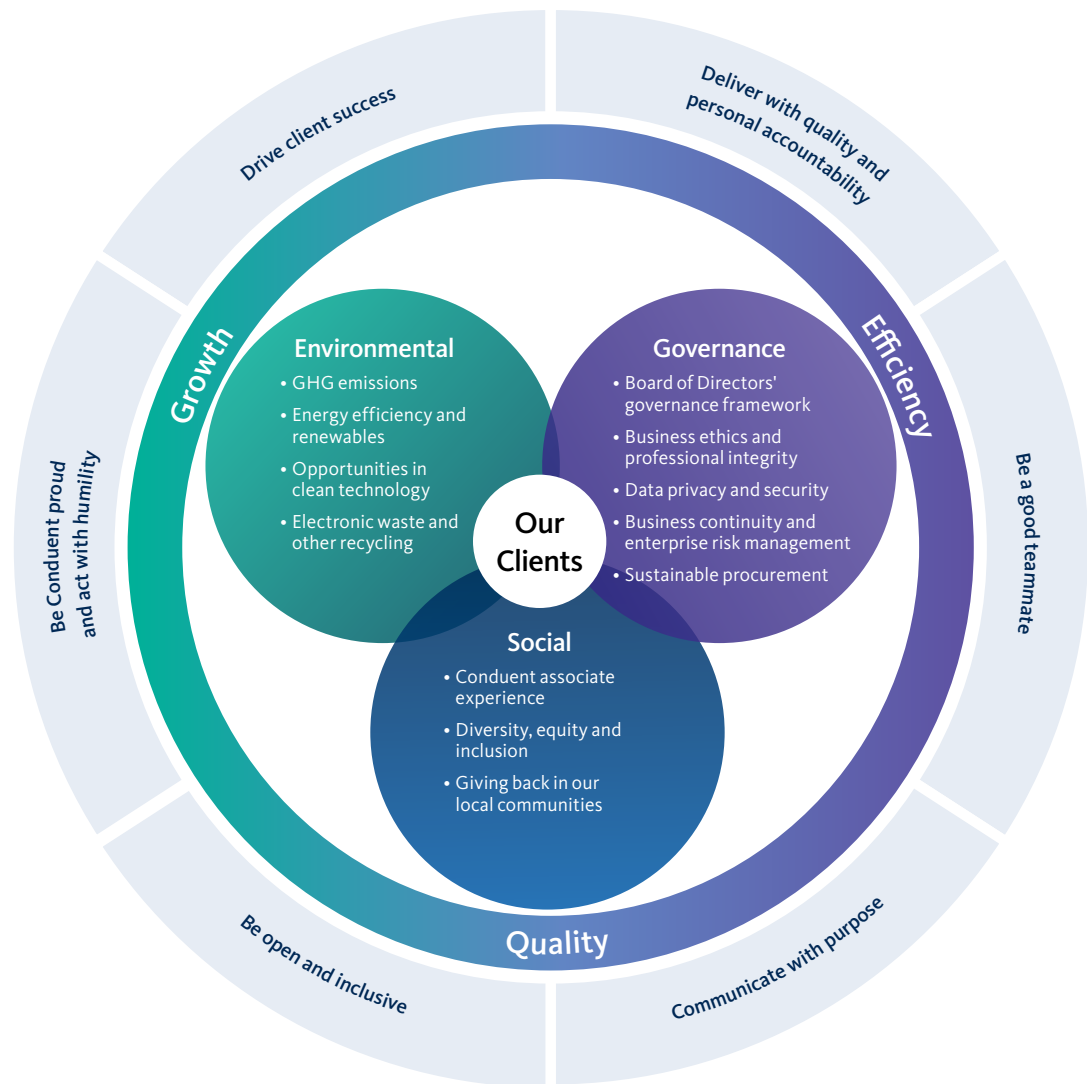 Drive client success
Deliver with quality and
personal accountability
Growth
Efficiency
Environmental
• GHG emissions
• Energy efficiency and
renewables
• Opportunities in
clean technology
• Electronic waste and
other recycling
Governance
• Board of Directors'
governance framework
• Business ethics and
professional integrity
• Data privacy and security
• Business continuity and
enterprise risk management
• Sustainable procurement
Our
Clients
Be Conduent proud
and act with humility
Be a good teammate
Social
• Conduent associate
experience
• Diversity, equity and
inclusion
• Giving back in our
local communities
Quality
Be open and inclusive
Communicate with purpose